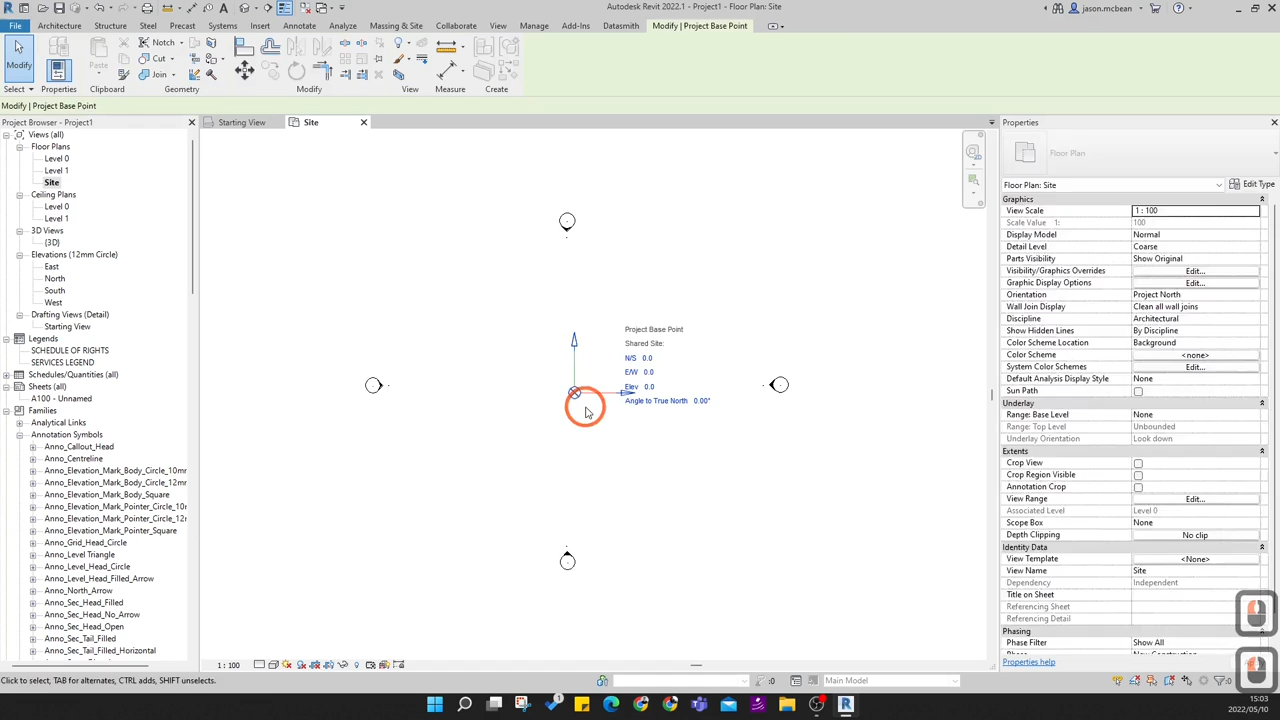 Autodesk Revit 2022.1 - Project1 - Floor Plan: Site
jason.mcbean
File
Architecture
Structure
Steel
Precast
Systems
Insert
Annotate
Analyze
Massing & Site
Collaborate
View
Manage
Add-Ins
Datasmith
Modify | Project Base Point
Modify
Paste
Notch
Cut
Join
Select
Properties
Clipboard
Geometry
Modify
View
Measure
Create
Modify | Project Base Point
Project Browser - Project1
Views (all)
Floor Plans
Level 0
Level 1
Site
Ceiling Plans
Level 0
Level 1
3D Views
(3D)
Elevations (12mm Circle)
East
North
South
West
Drafting Views (Detail)
Starting View
Legends
SCHEDULE OF RIGHTS
SERVICES LEGEND
Schedules/Quantities (all)
Sheets (all)
A100 - Unnamed
Families
Analytical Links
Annotation Symbols
Anno_Callout_Head
Anno_Centreline
Anno_Elevation_Mark_Body_Circle_10m
Anno_Elevation_Mark_Body_Circle_12m
Anno_Elevation_Mark_Body_Square
Anno_Elevation_Mark_Pointer_Circle_10
Anno_Elevation_Mark_Pointer_Circle_12
Anno_Elevation_Mark_Pointer_Square
Anno_Grid_Head_Circle
Anno_Level Triangle
Anno_Level_Head_Circle
Anno_Level_Head_Filled_Arrow
Anno_North_Arrow
Anno_Sec_Head_Filled
Anno_Sec_Head_No_Arrow
Anno_Sec_Head_Open
Anno_Sec_Tail_Filled
Anno_Sec_Tail_Filled_Horizontal
Starting View
Site
Project Base Point
Shared Site:
N/S 0.0
E/W 0.0
Elev 0.0
Angle to True North 0.00°
Properties
Floor Plan
Floor Plan: Site
Edit Type
Graphics
View Scale 1 : 100
Scale Value 1: 100
Display Model Normal
Detail Level Coarse
Parts Visibility Show Original
Visibility/Graphics Overrides Edit...
Graphic Display Options Edit...
Orientation Project North
Wall Join Display Clean all wall joins
Discipline Architectural
Show Hidden Lines By Discipline
Color Scheme Location Background
Color Scheme <none>
System Color Schemes Edit...
Default Analysis Display Style None
Sun Path
Underlay
Range: Base Level None
Range: Top Level Unbounded
Underlay Orientation Look down
Extents
Crop View
Crop Region Visible
Annotation Crop
View Range Edit...
Associated Level Level 0
Scope Box None
Depth Clipping No clip
Identity Data
View Template <None>
View Name Site
Dependency Independent
Title on Sheet
Referencing Sheet
Referencing Detail
Phasing
Phase Filter Show All
Properties help
1 : 100
Click to select, TAB for alternates, CTRL adds, SHIFT unselects.
:0
Main Model
:0
15:03
2022/05/10